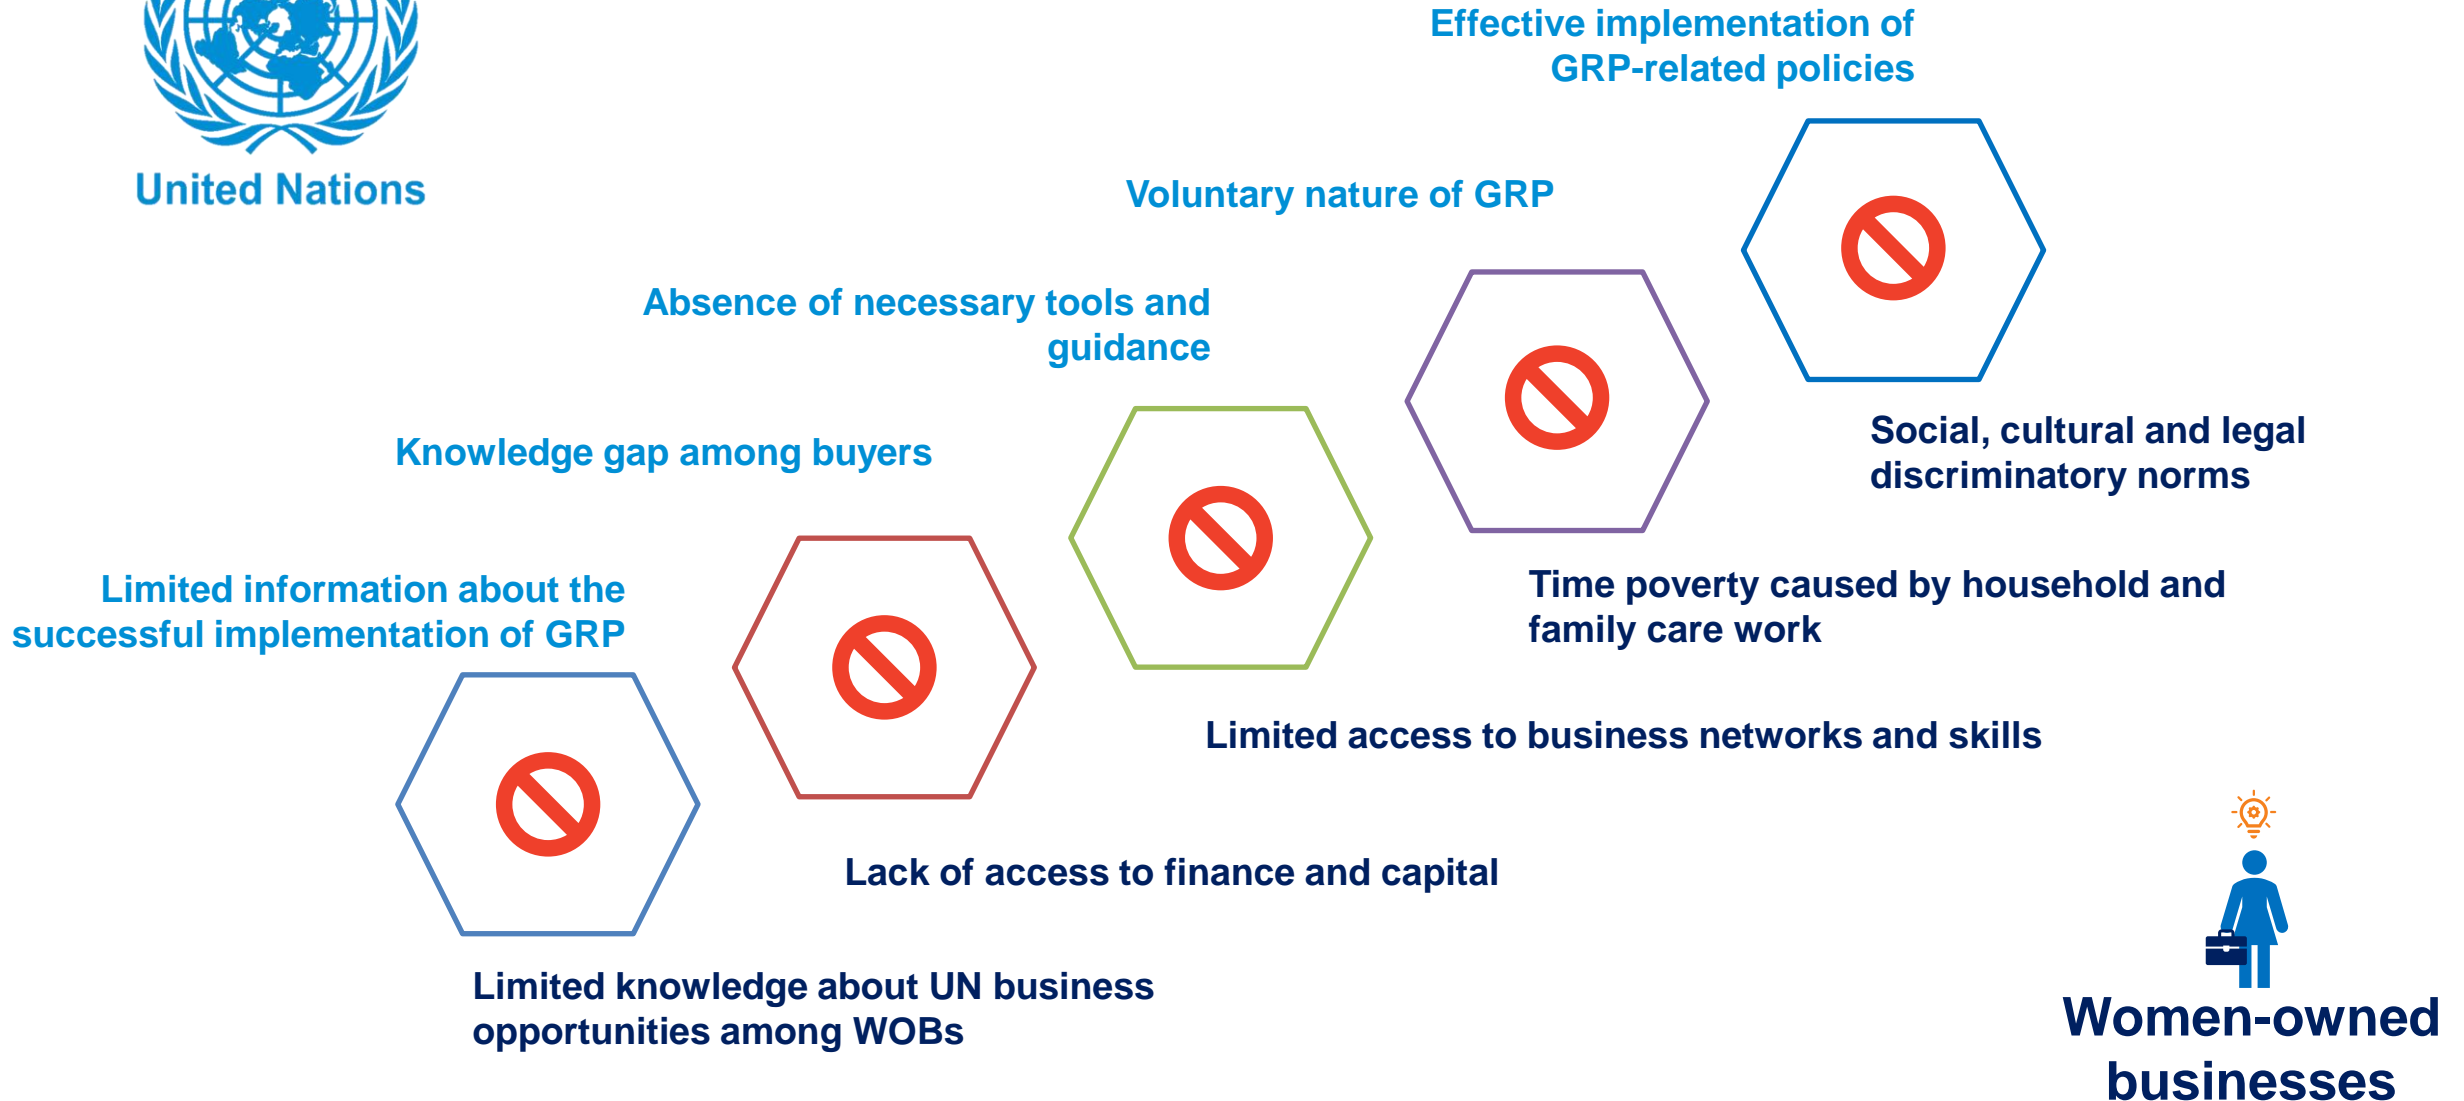 United Nations
Effective implementation of
GRP-related policies
Voluntary nature of GRP
Absence of necessary tools and
guidance
Knowledge gap among buyers
Limited information about the
successful implementation of GRP
Social, cultural and legal
discriminatory norms
Time poverty caused by household and
family care work
Limited access to business networks and skills
Lack of access to finance and capital
Limited knowledge about UN business
opportunities among WOBs
Women-owned
businesses